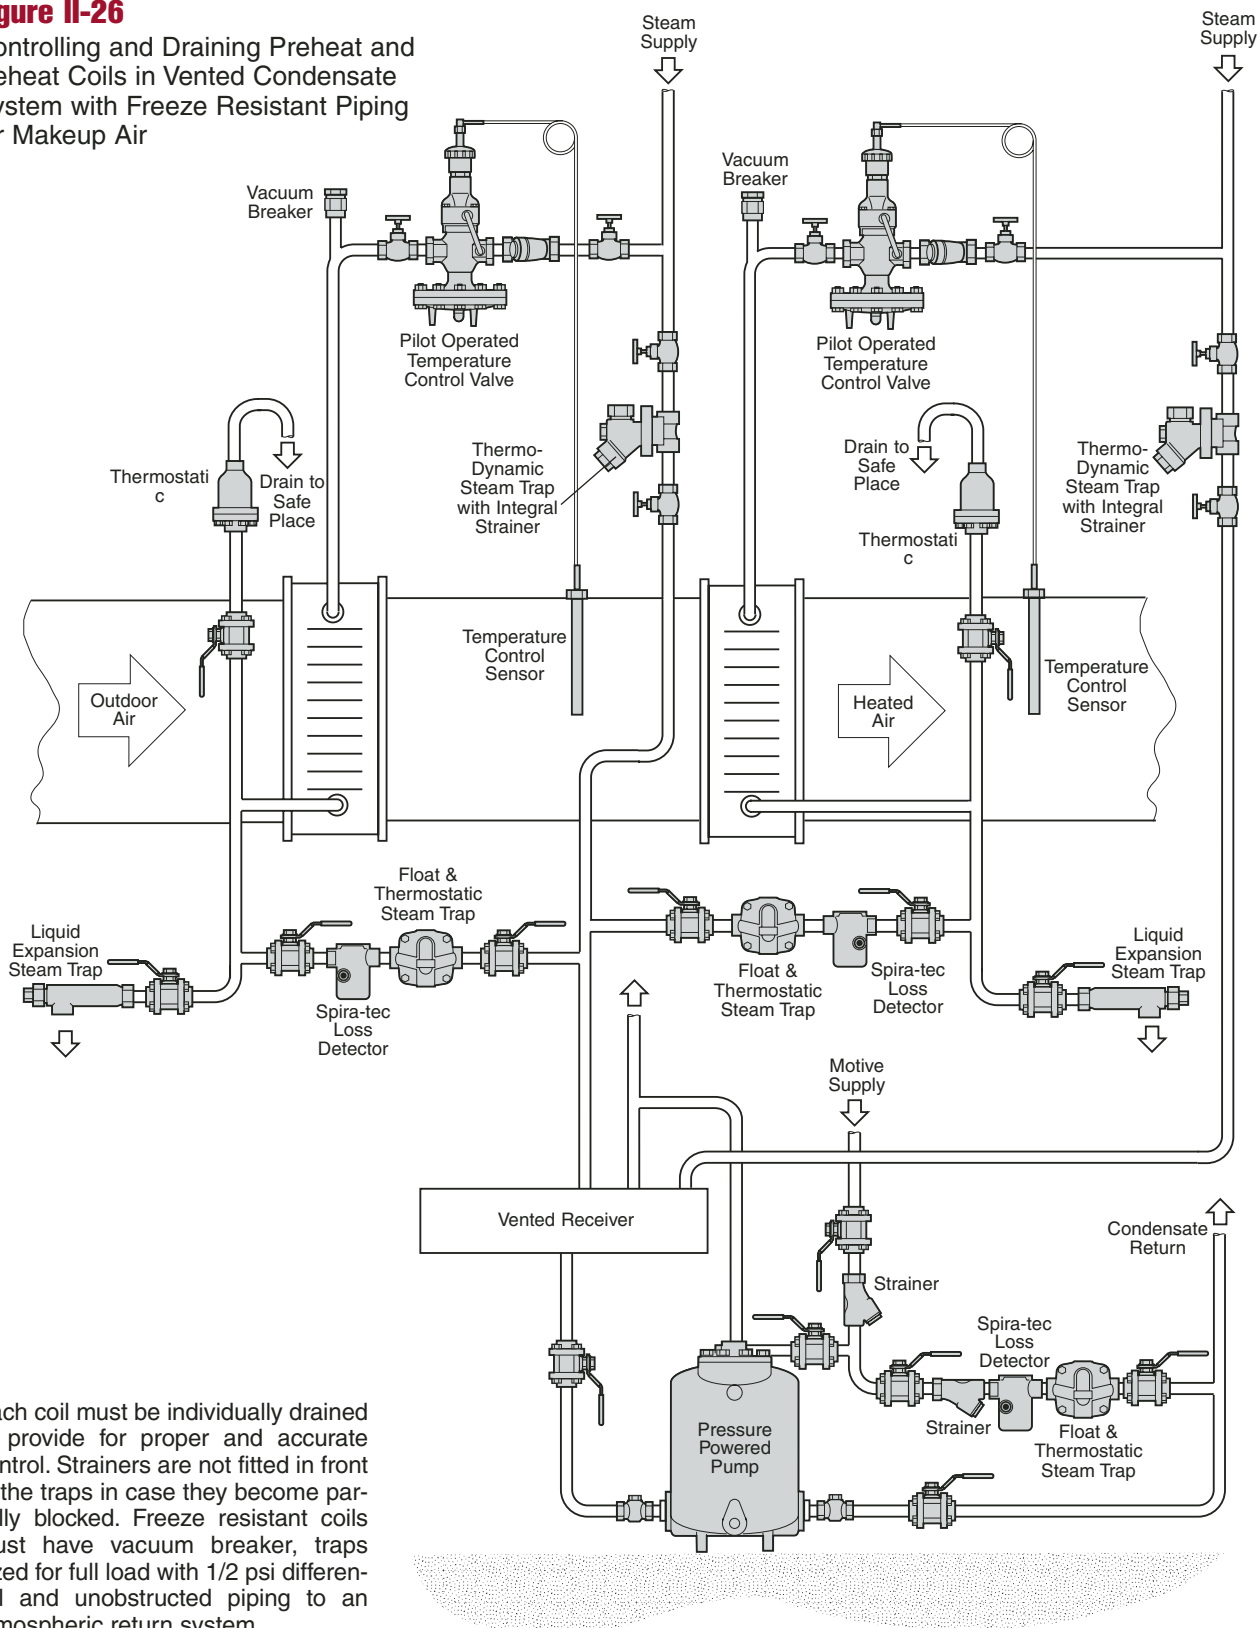 gure II-26
ontrolling and Draining Preheat and
eheat Coils in Vented Condensate
ystem with Freeze Resistant Piping
r Makeup Air
Steam
Supply
Steam
Supply
Vacuum
Breaker
Vacuum
Breaker
Pilot Operated
Temperature
Control Valve
Pilot Operated
Temperature
Control Valve
Thermostati
c
Drain to
Safe
Place
Thermo-
Dynamic
Steam Trap
with Integral
Strainer
Drain to
Safe
Place
Thermostati
c
Thermo-
Dynamic
Steam Trap
with Integral
Strainer
Outdoor
Air
Temperature
Control
Sensor
Heated
Air
Temperature
Control
Sensor
Liquid
Expansion
Steam Trap
Float &
Thermostatic
Steam Trap
Spira-tec
Loss
Detector
Float &
Thermostatic
Steam Trap
Spira-tec
Loss
Detector
Liquid
Expansion
Steam Trap
Motive
Supply
Vented Receiver
Condensate
Return
Strainer
Spira-tec
Loss
Detector
Strainer
Float &
Thermostatic
Steam Trap
Pressure
Powered
Pump
ach coil must be individually drained
provide for proper and accurate
ntrol. Strainers are not fitted in front
the traps in case they become par-
lly blocked. Freeze resistant coils
ust have vacuum breaker, traps
zed for full load with 1/2 psi differen-
l and unobstructed piping to an
mospheric return system.